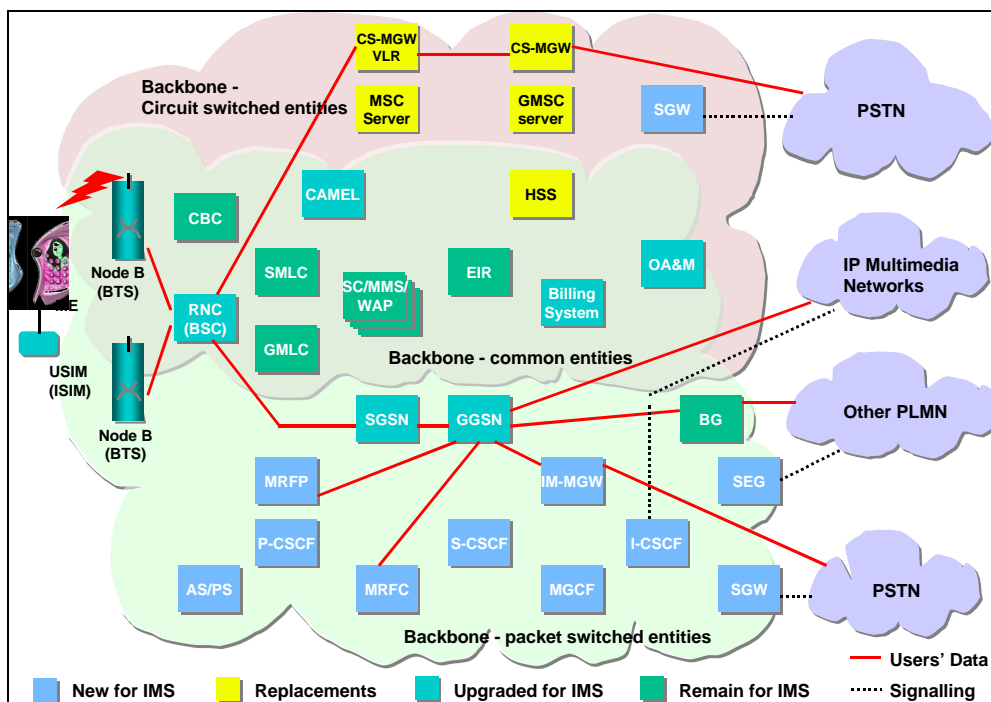 CS-MGW
VLR
CS-MGW
Backbone -
Circuit switched entities
MSC
Server
GMSC
server
SGW
PSTN
CAMEL
HSS
CBC
Node B
(BTS)
ME
SMLC
SC/MMS/
WAP
EIR
OA&M
IP Multimedia
Networks
RNC
(BSC)
Billing
System
GMLC
USIM
(ISIM)
Backbone - common entities
Node B
(BTS)
SGSN
GGSN
BG
Other PLMN
MRFP
IM-MGW
SEG
P-CSCF
S-CSCF
I-CSCF
AS/PS
MRFC
MGCF
SGW
PSTN
Backbone - packet switched entities
Users' Data
New for IMS
Replacements
Upgraded for IMS
Remain for IMS
Signalling